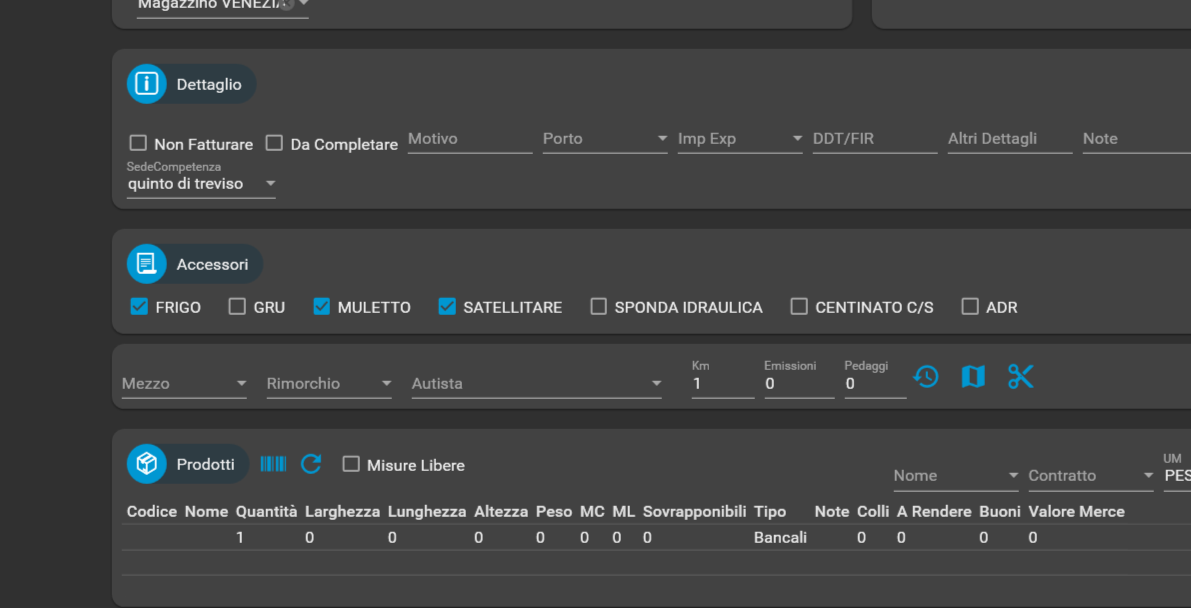 Magazzino VENEZIA
Dettaglio
Non Fatturare Da Completare Motivo Porto Imp Exp DDT/FIR Altri Dettagli Note
SedeCompetenza
quinto di treviso
Accessori
FRIGO GRU MULETTO SATELLITARE SPONDA IDRAULICA CENTINATO C/S ADR
Km Emissioni Pedaggi
Mezzo Rimorchio Autista 1 0 0
Prodotti Misure Libere
UM
Nome Contratto PES
Codice Nome Quantità Larghezza Lunghezza Altezza Peso MC ML Sovrapponibili Tipo Note Colli A Rendere Buoni Valore Merce
1 0 0 0 0 0 0 0 Bancali 0 0 0 0